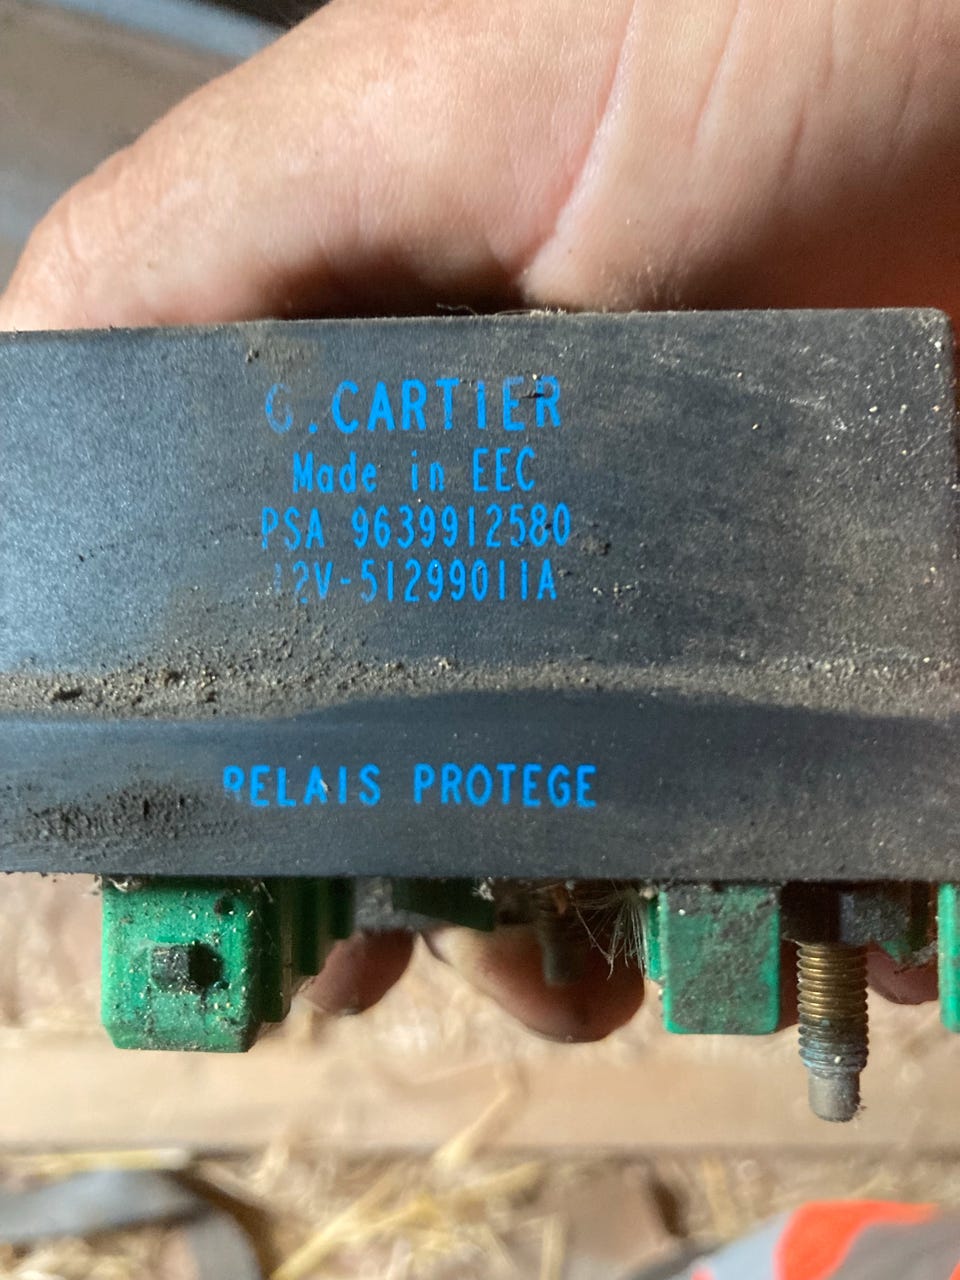 G.CARTIER
Made in EEC
PSA 9639912580
12V-51299011A
RELAIS PROTEGE